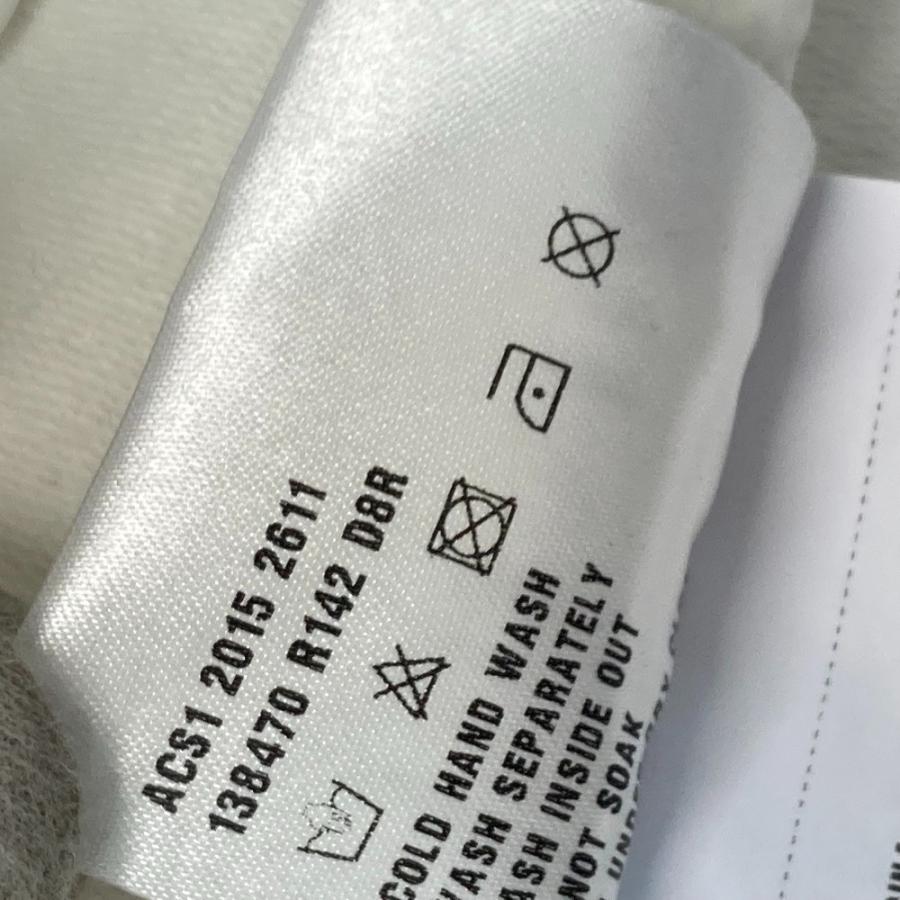 ACS1 2015 2611
138470 R142 D8R
COLD HAND WASH
WASH SEPARATELY
WASH INSIDE OUT
NOT SOAK